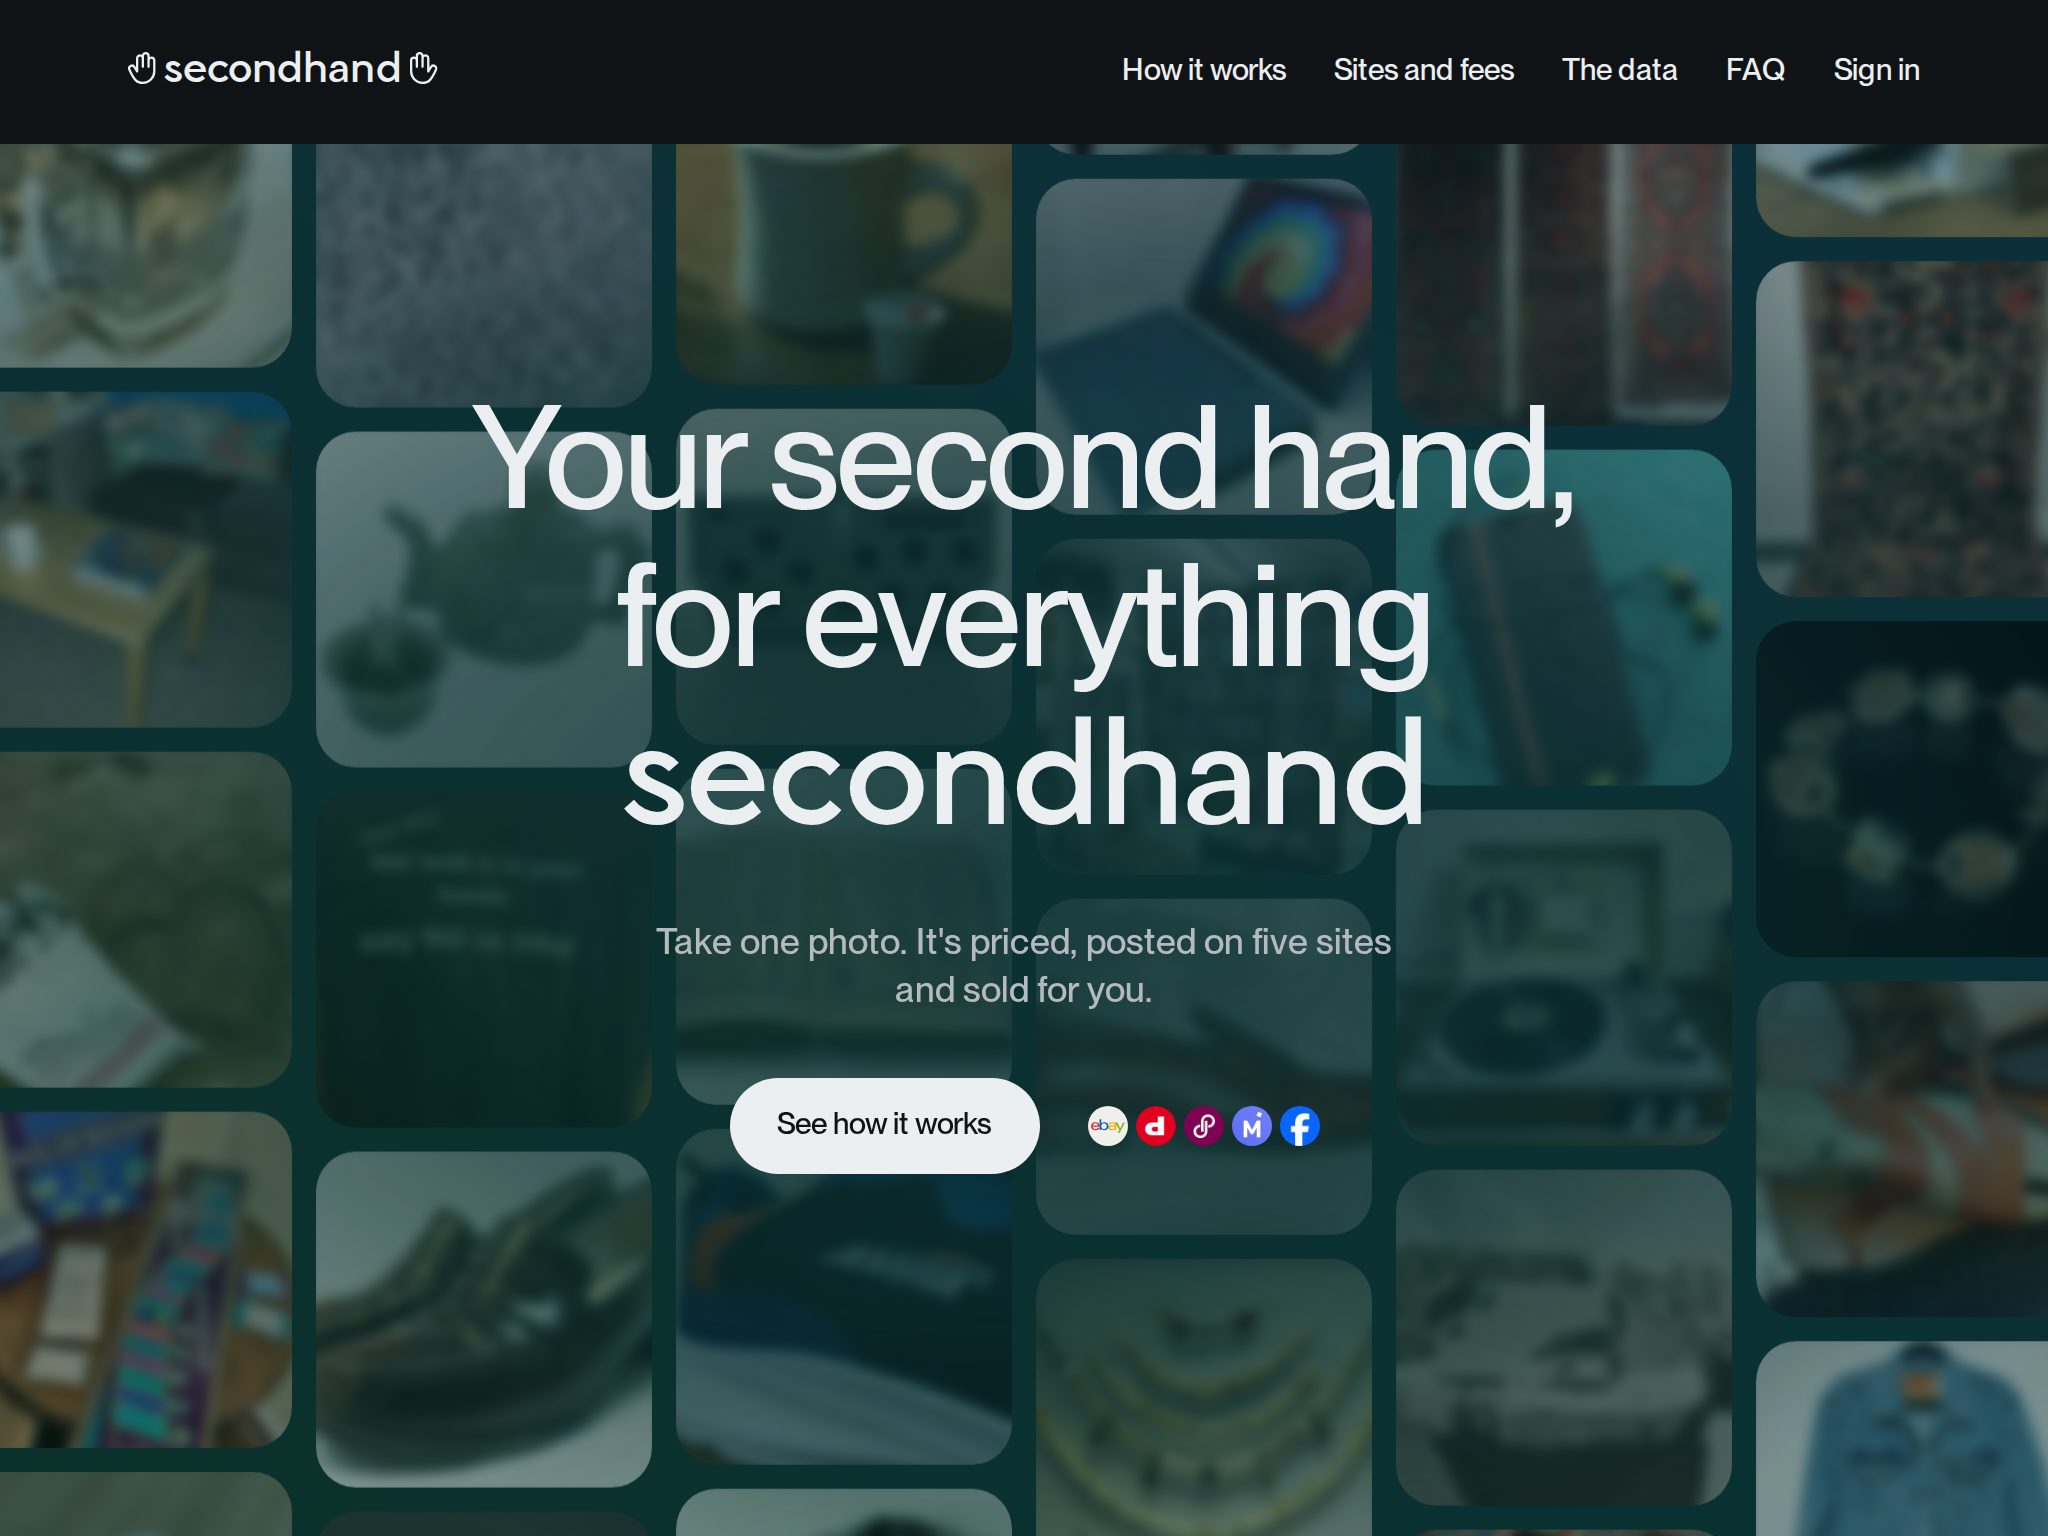 secondhand
How it works
Sites and fees
The data
FAQ
Sign in
Your second hand,
for everything
secondhand
Take one photo. It's priced, posted on five sites
and sold for you.
See how it works
ebay